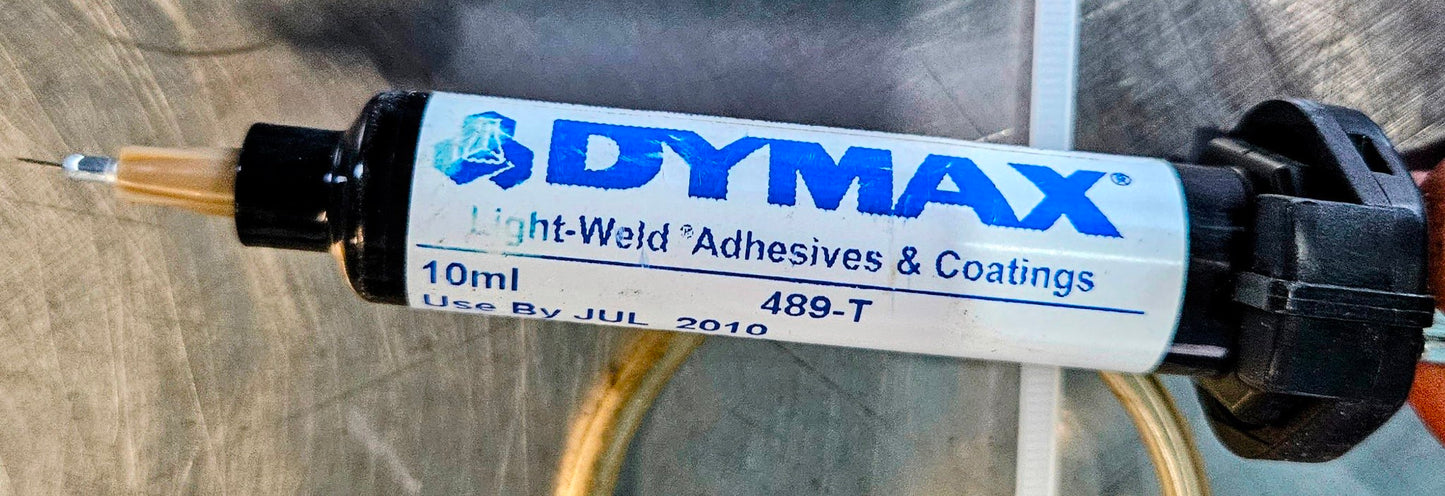 DYMAX®
Light-Weld® Adhesives & Coatings
10ml 489-T
Use By JUL 2010